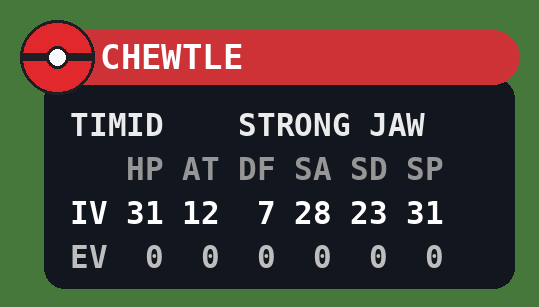 CHEWTLE
TIMID    STRONG JAW
HP AT DF SA SD SP
IV 31 12 7 28 23 31
EV 0 0 0 0 0 0